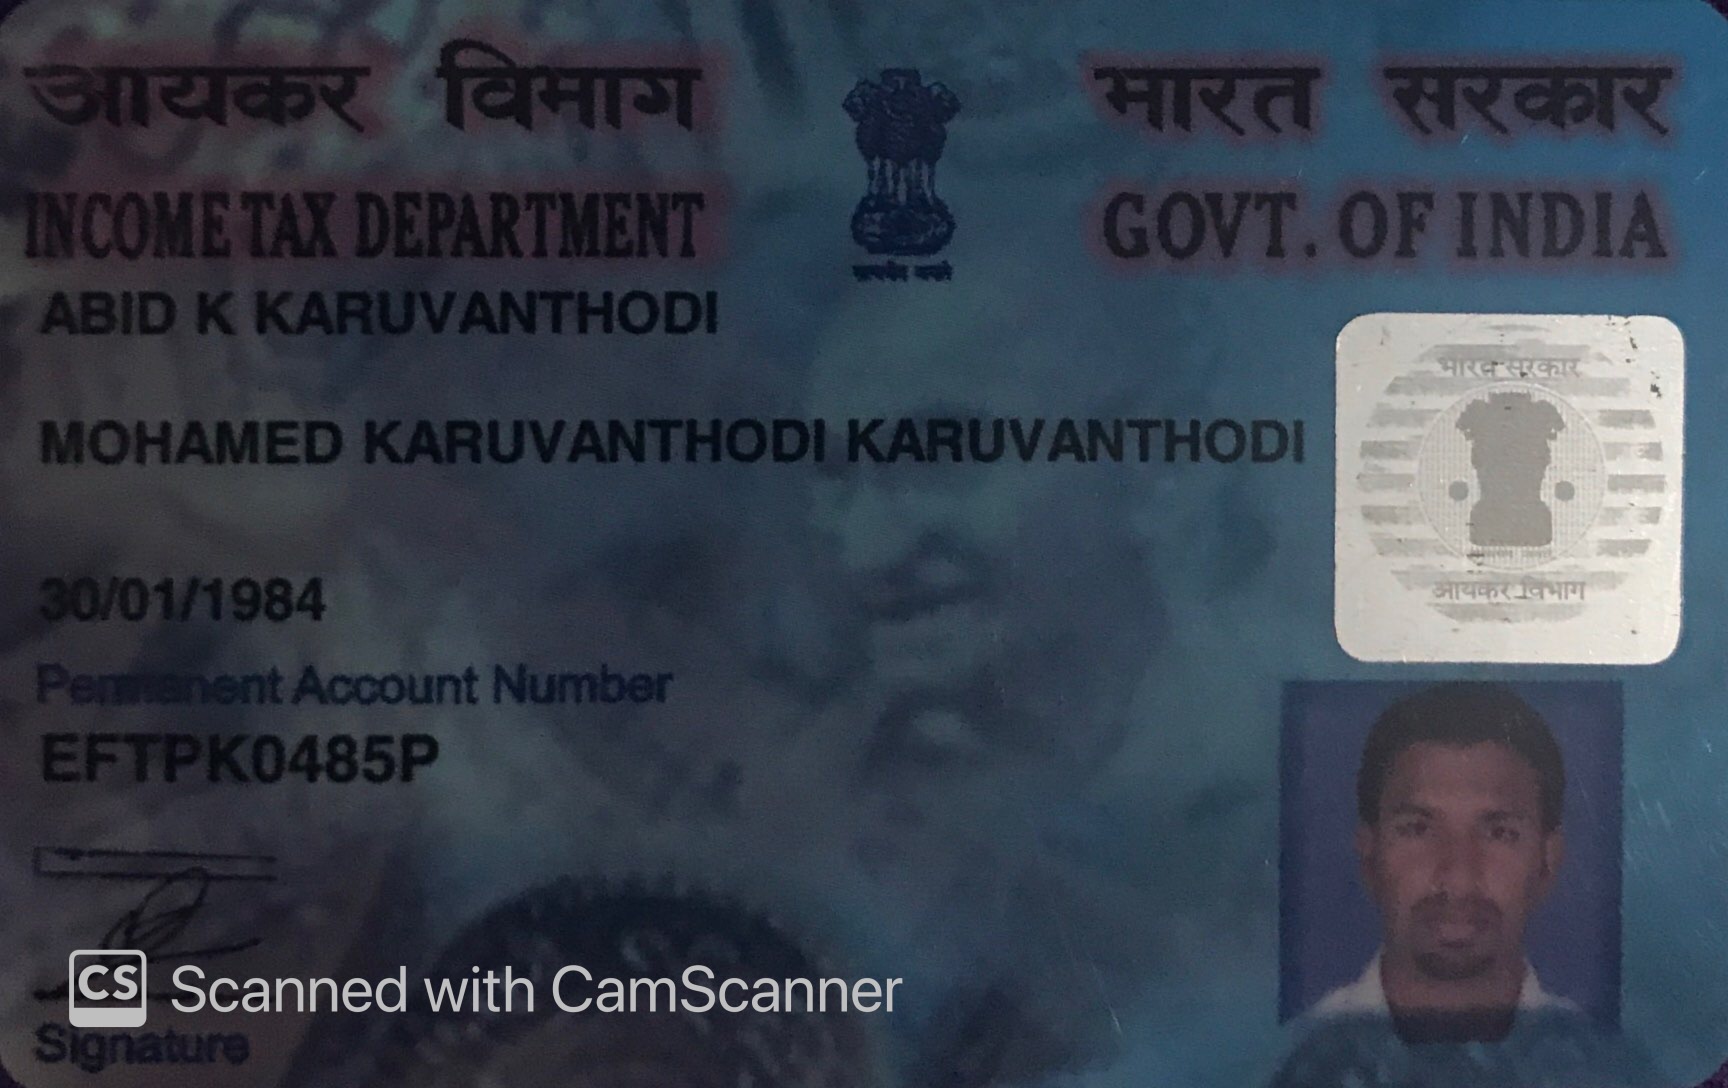 आयकर विभाग
भारत सरकार
INCOME TAX DEPARTMENT
GOVT. OF INDIA
सत्यमेव जयते
ABID K KARUVANTHODI
MOHAMED KARUVANTHODI KARUVANTHODI
30/01/1984
Permanent Account Number
EFTPK0485P
भारत सरकार
आयकर विभाग
CS Scanned with CamScanner
Signature